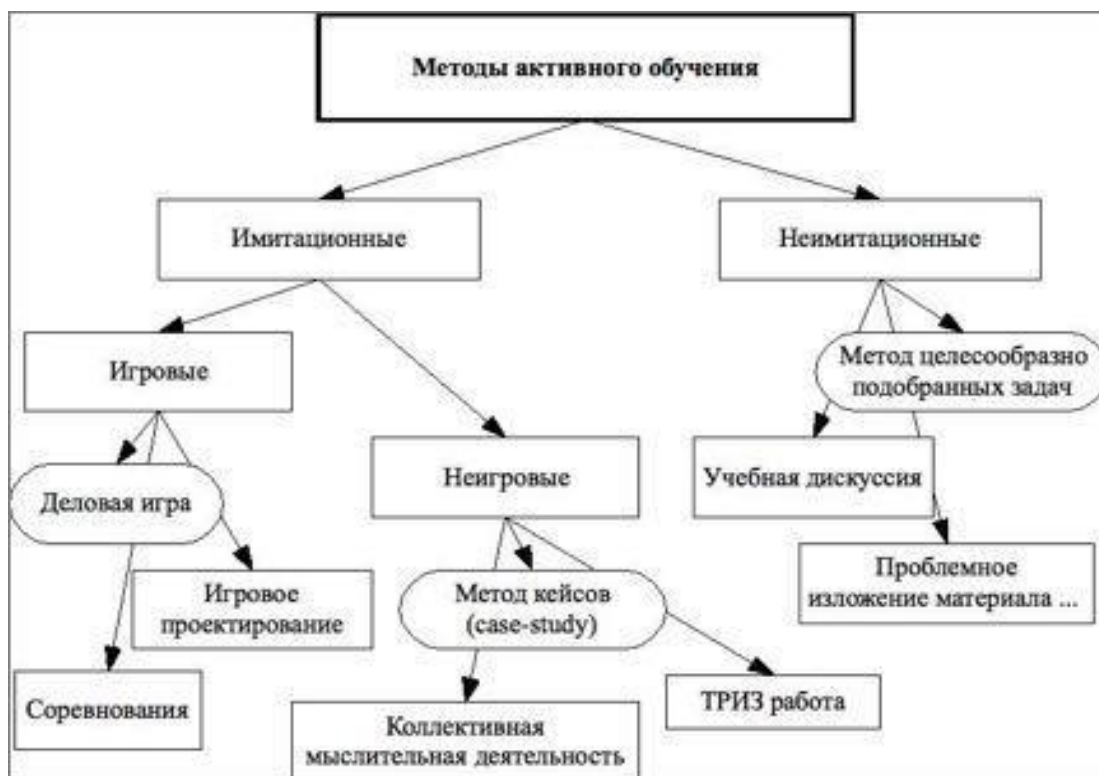 Методы активного обучения
Имитационные
Неимитационные
Игровые
Метод целесообразно
подобранных задач
Деловая игра
Неигровые
Учебная дискуссия
Игровое
проектирование
Метод кейсов
(case-study)
Проблемное
изложение материала ...
Соревнования
Коллективная
мыслительная деятельность
ТРИЗ работа